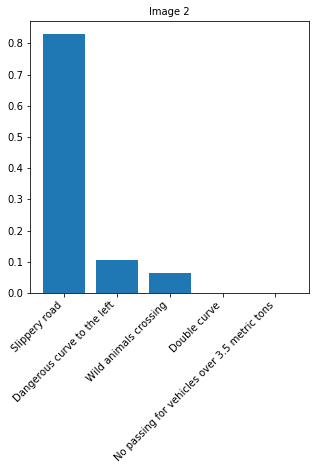 Image 2
0.8
0.7
0.6
0.5
0.4
0.3
0.2
0.1
0.0
Slippery road
Dangerous curve to the left
Wild animals crossing
Double curve
No passing for vehicles over 3.5 metric tons